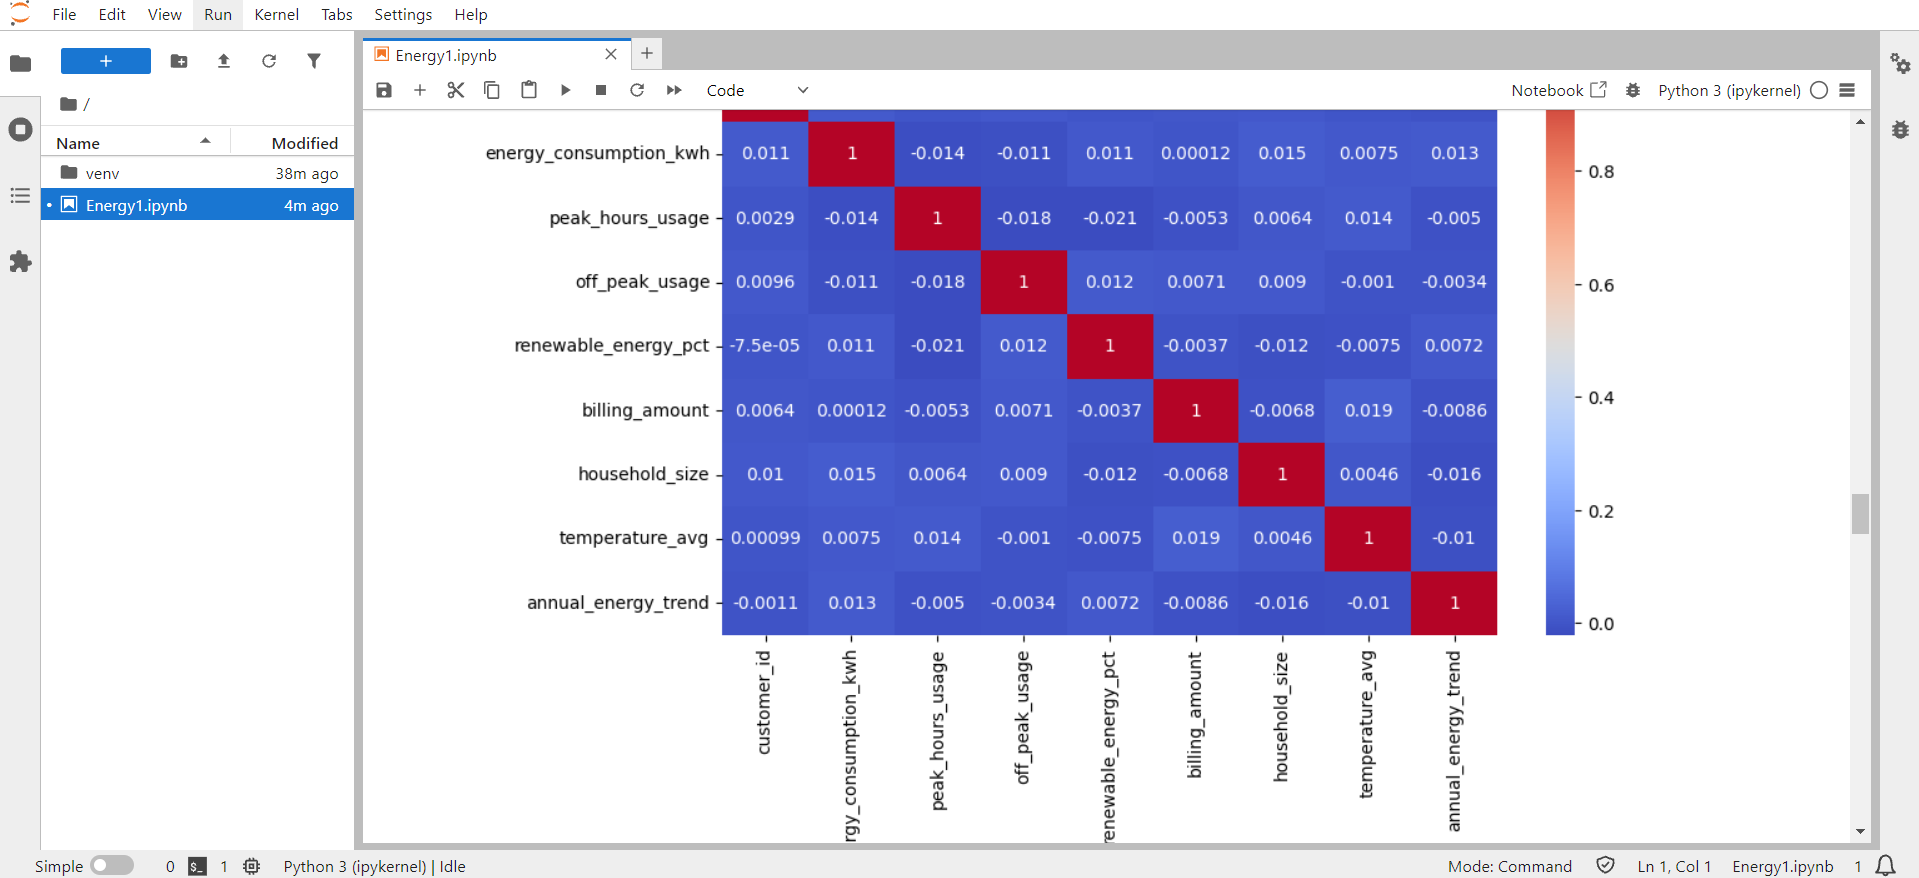 File Edit View Run Kernel Tabs Settings Help
+
/
Name Modified
venv 38m ago
Energy1.ipynb 4m ago
Energy1.ipynb
Code
Notebook
Python 3 (ipykernel)
energy_consumption_kwh 0.011 1 -0.014 -0.011 0.011 0.00012 0.015 0.0075 0.013
peak_hours_usage 0.0029 -0.014 1 -0.018 -0.021 -0.0053 0.0064 0.014 -0.005
off_peak_usage 0.0096 -0.011 -0.018 1 0.012 0.0071 0.009 -0.001 -0.0034
renewable_energy_pct -7.5e-05 0.011 -0.021 0.012 1 -0.0037 -0.012 -0.0075 0.0072
billing_amount 0.0064 0.00012 -0.0053 0.0071 -0.0037 1 -0.0068 0.019 -0.0086
household_size 0.01 0.015 0.0064 0.009 -0.012 -0.0068 1 0.0046 -0.016
temperature_avg 0.00099 0.0075 0.014 -0.001 -0.0075 0.019 0.0046 1 -0.01
annual_energy_trend -0.0011 0.013 -0.005 -0.0034 0.0072 -0.0086 -0.016 -0.01 1
customer_id
rgy_consumption_kwh
peak_hours_usage
off_peak_usage
enewable_energy_pct
billing_amount
household_size
temperature_avg
annual_energy_trend
0.8
0.6
0.4
0.2
0.0
Simple 0 $_ 1 Python 3 (ipykernel) | Idle
Mode: Command Ln 1, Col 1 Energy1.ipynb 1